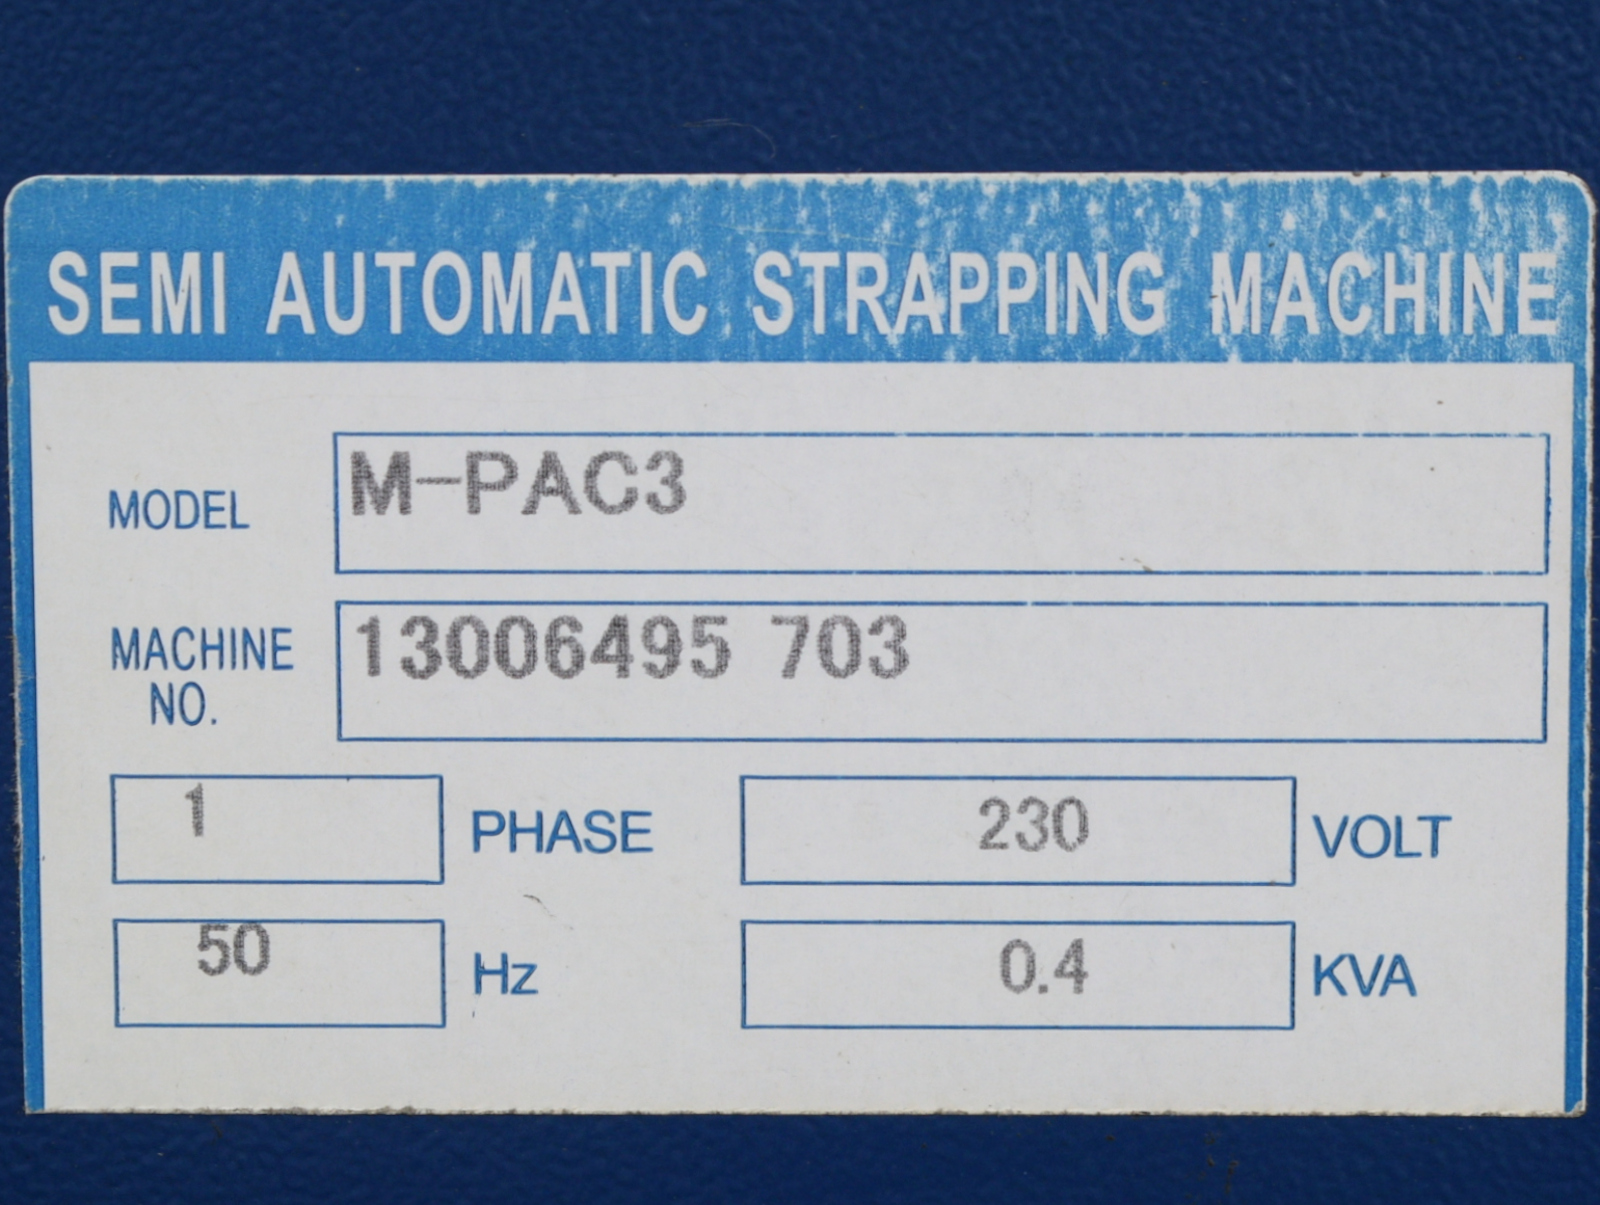 SEMI AUTOMATIC STRAPPING MACHINE
MODEL M-PAC3
MACHINE NO. 13006495 703
1 PHASE 230 VOLT
50 Hz 0.4 KVA